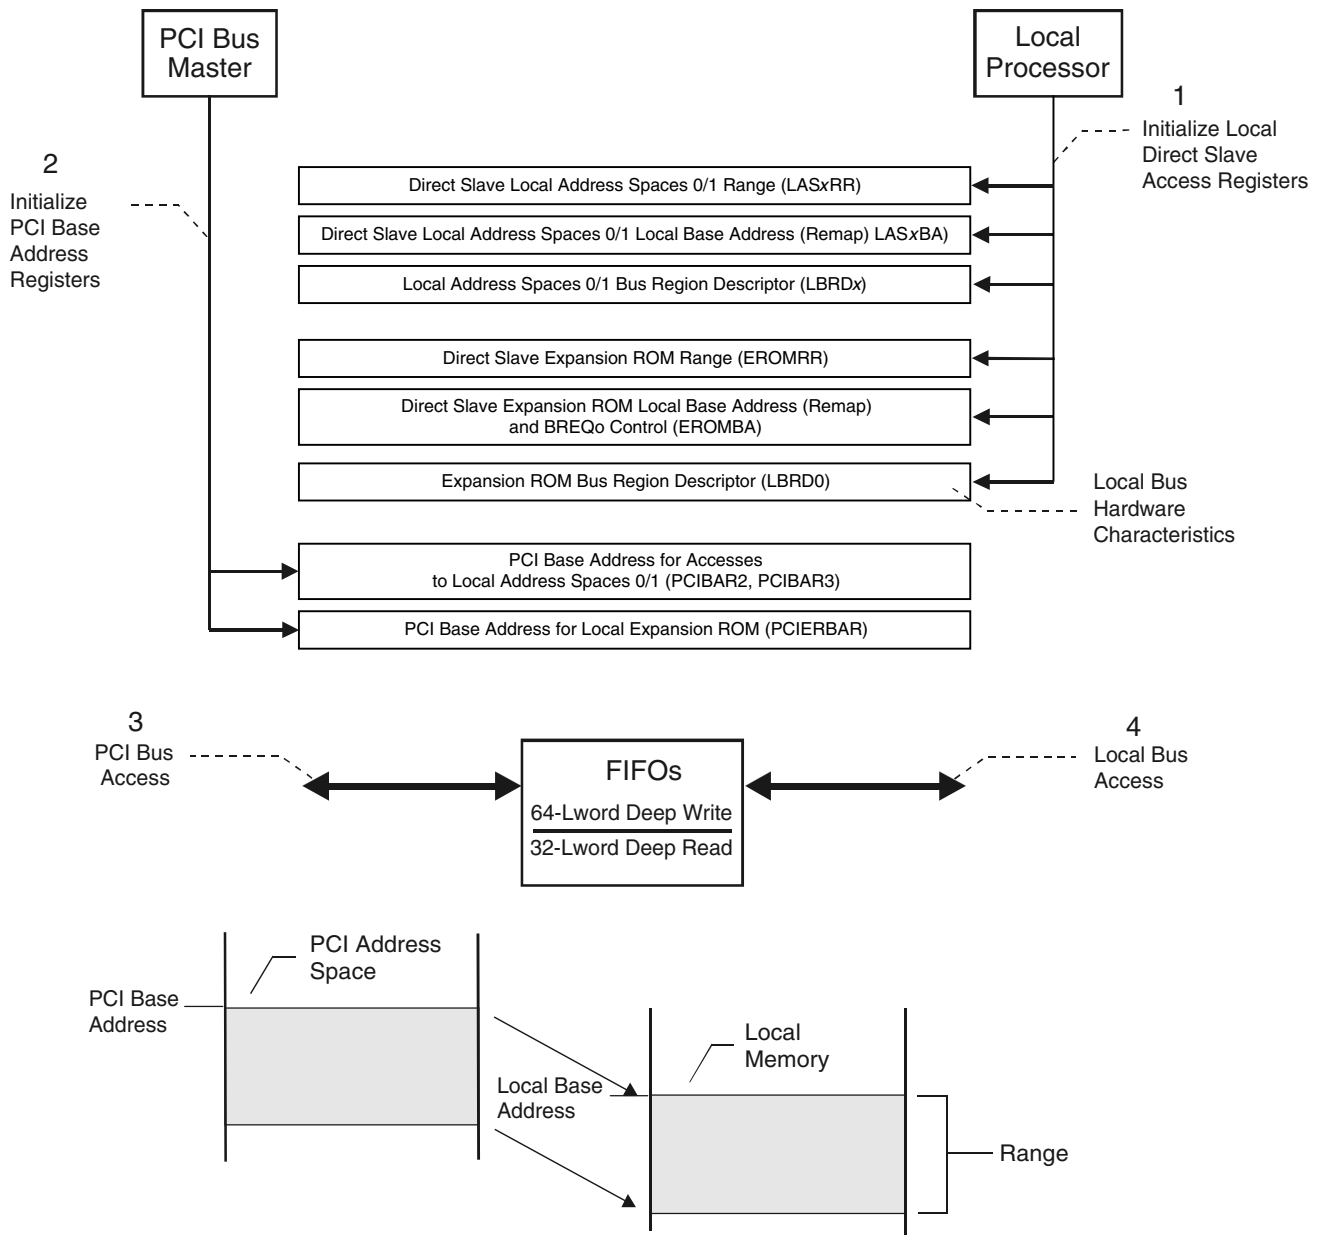 PCI Bus
Master
Local
Processor
1
Initialize Local
Direct Slave
Access Registers
2
Initialize
PCI Base
Address
Registers
Direct Slave Local Address Spaces 0/1 Range (LASxRR)
Direct Slave Local Address Spaces 0/1 Local Base Address (Remap) LASxBA)
Local Address Spaces 0/1 Bus Region Descriptor (LBRDx)
Direct Slave Expansion ROM Range (EROMRR)
Direct Slave Expansion ROM Local Base Address (Remap)
and BREQo Control (EROMBA)
Expansion ROM Bus Region Descriptor (LBRD0)
Local Bus
Hardware
Characteristics
PCI Base Address for Accesses
to Local Address Spaces 0/1 (PCIBAR2, PCIBAR3)
PCI Base Address for Local Expansion ROM (PCIERBAR)
3
PCI Bus
Access
FIFOs
64-Lword Deep Write
32-Lword Deep Read
4
Local Bus
Access
PCI Address
Space
PCI Base
Address
Local
Memory
Local Base
Address
Range